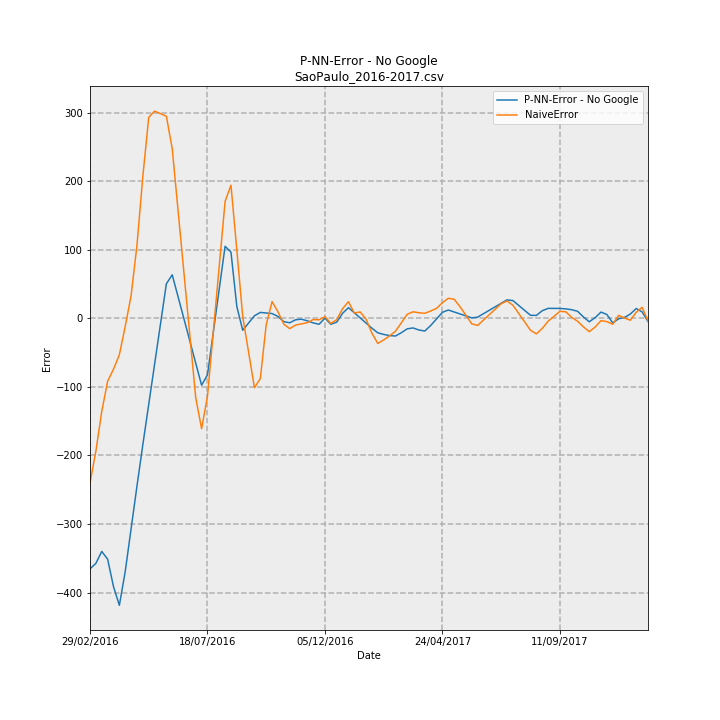 P-NN-Error - No Google
SaoPaulo_2016-2017.csv
P-NN-Error - No Google
NaiveError
300
200
100
0
−100
−200
−300
−400
Error
29/02/2016
18/07/2016
05/12/2016
24/04/2017
11/09/2017
Date